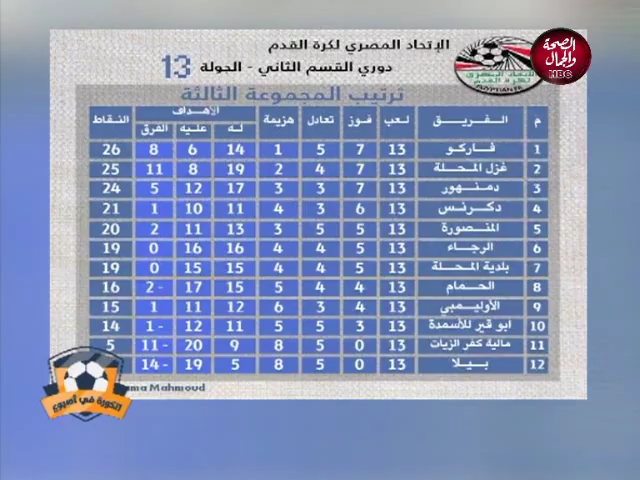 الصحة
والجمال
HBC
الإتحاد المصري لكرة القدم
دوري القسم الثاني - الجولة 13
ترتيب المجموعة الثالثة
م الفريق لعب فوز تعادل هزيمة الأهداف النقاط
له عليه الفرق
1 فاركو 13 7 5 1 14 6 8 26
2 غزل المحلة 13 7 4 2 19 8 11 25
3 دمنهور 13 7 3 3 17 12 5 24
4 دكرنس 13 6 3 4 11 10 1 21
5 المنصورة 13 5 5 3 13 11 2 20
6 الرجاء 13 5 4 4 16 16 0 19
7 بلدية المحلة 13 5 4 4 15 15 0 19
8 الحمام 13 4 4 5 15 17 2- 16
9 الأوليمبي 13 4 3 6 12 11 1 15
10 ابو قير للأسمدة 13 3 5 5 11 12 1- 14
11 مالية كفر الزيات 13 0 5 8 9 20 11- 5
12 بيلا 13 0 5 8 5 19 14-
Mahmoud
الكورة في أسبوع